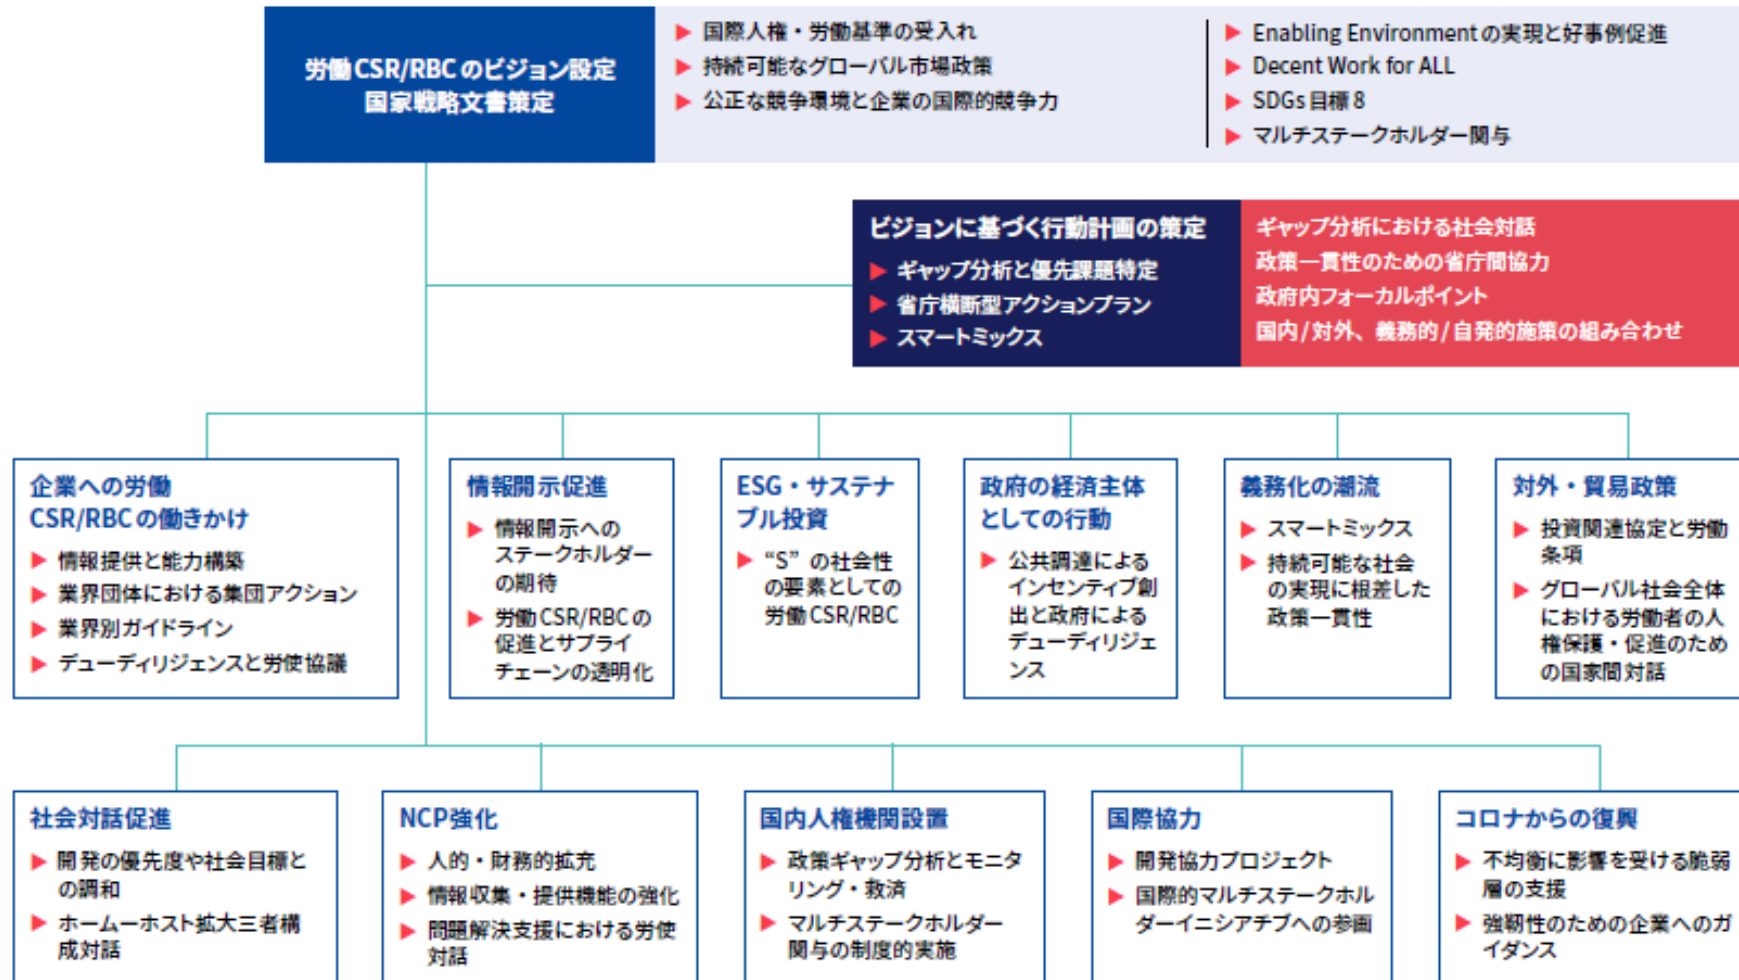 労働CSR/RBCのビジョン設定
国家戦略文書策定
▶ 国際人権・労働基準の受入れ
▶ 持続可能なグローバル市場政策
▶ 公正な競争環境と企業の国際的競争力
▶ Enabling Environmentの実現と好事例促進
▶ Decent Work for ALL
▶ SDGs目標8
▶ マルチステークホルダー関与
ビジョンに基づく行動計画の策定
▶ ギャップ分析と優先課題特定
▶ 省庁横断型アクションプラン
▶ スマートミックス
ギャップ分析における社会対話
政策一貫性のための省庁間協力
政府内フォーカルポイント
国内/対外、義務的/自発的施策の組み合わせ
企業への労働
CSR/RBCの働きかけ
▶ 情報提供と能力構築
▶ 業界団体における集団アクション
▶ 業界別ガイドライン
▶ デューディリジェンスと労使協議
情報開示促進
▶ 情報開示への
ステークホルダー
の期待
▶ 労働CSR/RBCの
促進とサプライ
チェーンの透明化
ESG・サステナ
ブル投資
▶ “S”の社会性
の要素としての
労働CSR/RBC
政府の経済主体
としての行動
▶ 公共調達による
インセンティブ創
出と政府による
デューディリジェ
ンス
義務化の潮流
▶ スマートミックス
▶ 持続可能な社会
の実現に根差した
政策一貫性
対外・貿易政策
▶ 投資関連協定と労働
条項
▶ グローバル社会全体
における労働者の人
権保護・促進のため
の国家間対話
社会対話促進
▶ 開発の優先度や社会目標と
の調和
▶ ホームーホスト拡大三者構
成対話
NCP強化
▶ 人的・財務的拡充
▶ 情報収集・提供機能の強化
▶ 問題解決支援における労使
対話
国内人権機関設置
▶ 政策ギャップ分析とモニタ
リング・救済
▶ マルチステークホルダー
関与の制度的実施
国際協力
▶ 開発協力プロジェクト
▶ 国際的マルチステークホル
ダーイニシアチブへの参画
コロナからの復興
▶ 不均衡に影響を受ける脆弱
層の支援
▶ 強靭性のための企業へのガ
イダンス